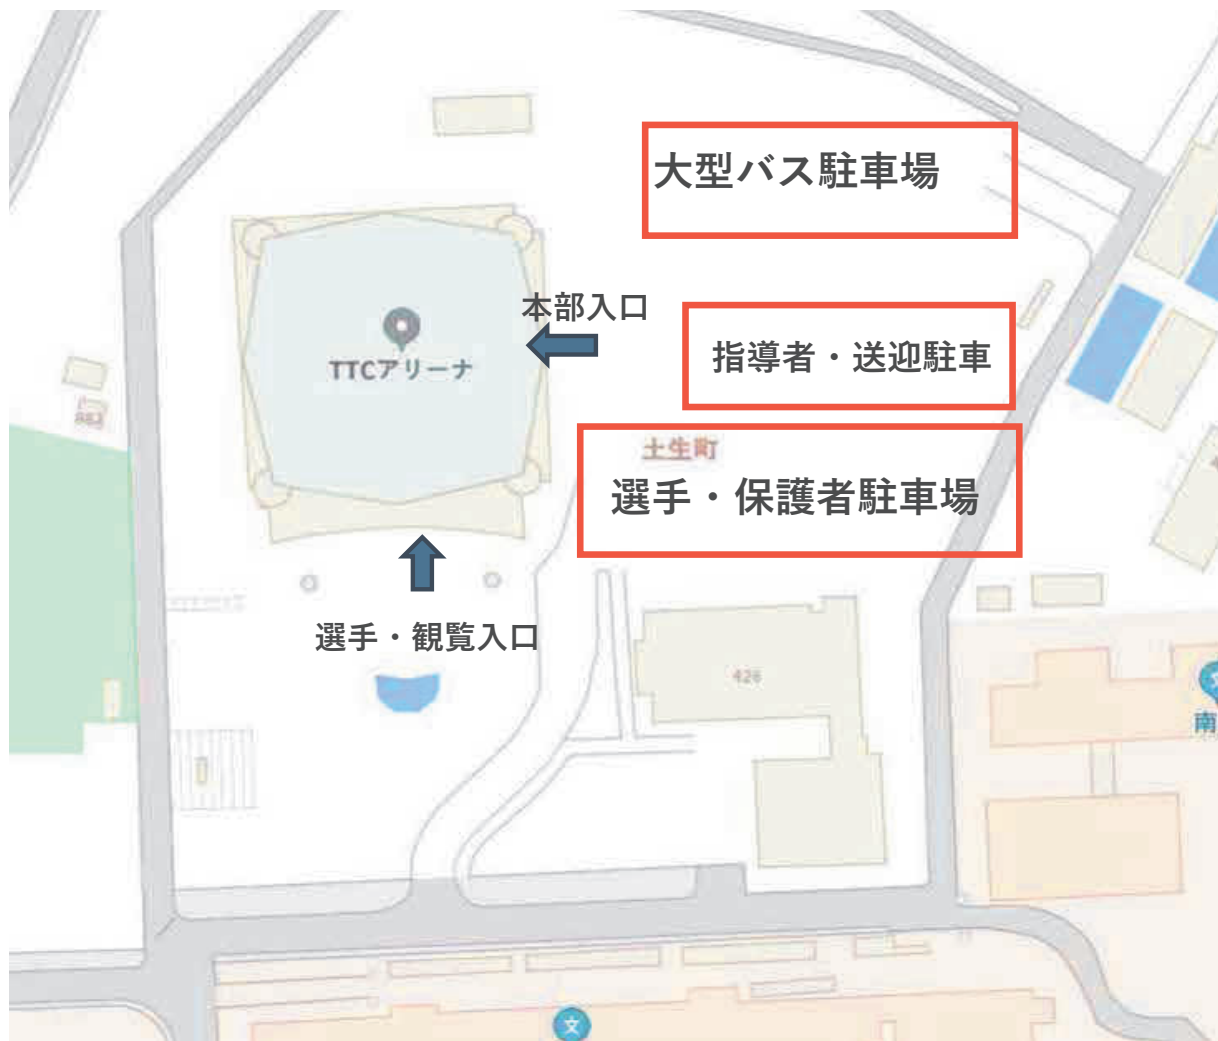 大型バス駐車場
本部入口
TTCアリーナ
指導者・送迎駐車
土生町
選手・保護者駐車場
選手・観覧入口
426
文
南
文